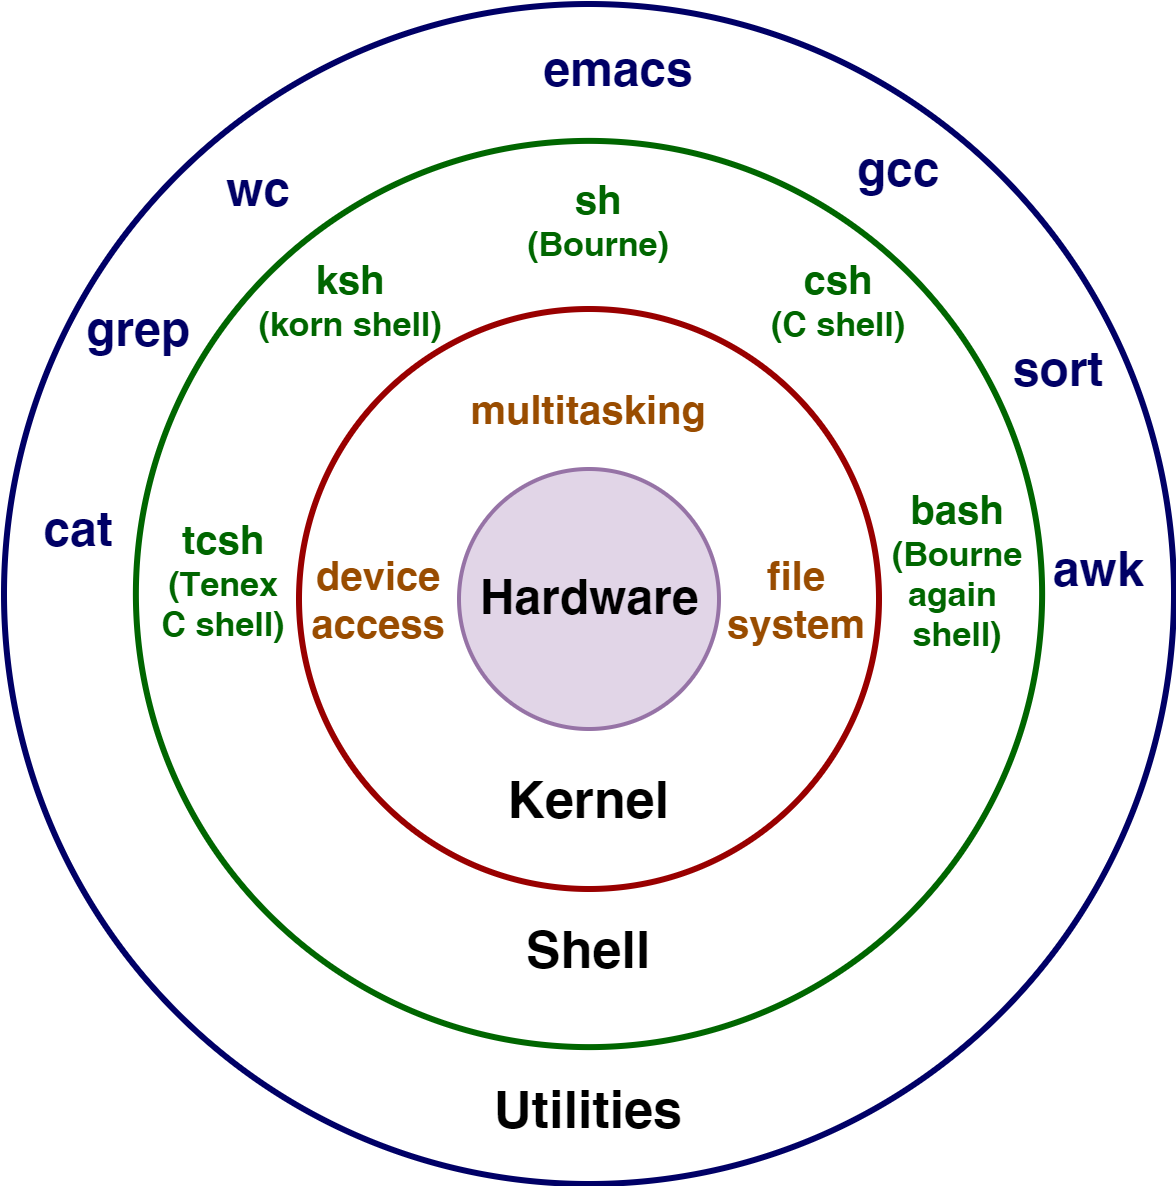 emacs
gcc
wc
sh
(Bourne)
ksh
(korn shell)
csh
(C shell)
grep
sort
multitasking
cat
tcsh
(Tenex
C shell)
device
access
Hardware
file
system
bash
(Bourne
again
shell)
awk
Kernel
Shell
Utilities